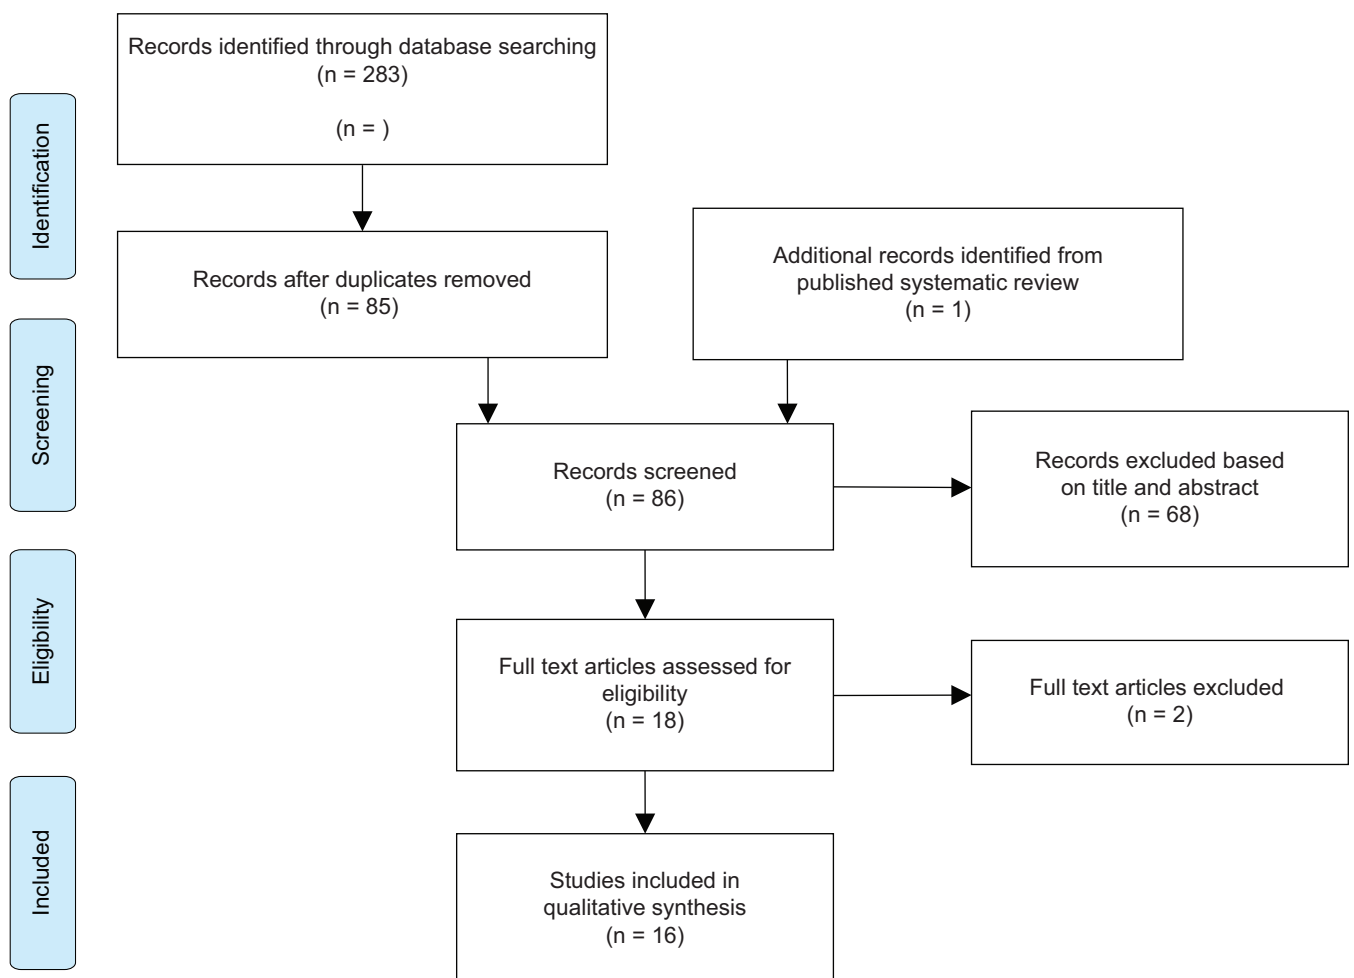 Records identified through database searching
(n = 283)
(n = )
Identification
Records after duplicates removed
(n = 85)
Additional records identified from
published systematic review
(n = 1)
Screening
Records screened
(n = 86)
Records excluded based
on title and abstract
(n = 68)
Eligibility
Full text articles assessed for
eligibility
(n = 18)
Full text articles excluded
(n = 2)
Included
Studies included in
qualitative synthesis
(n = 16)